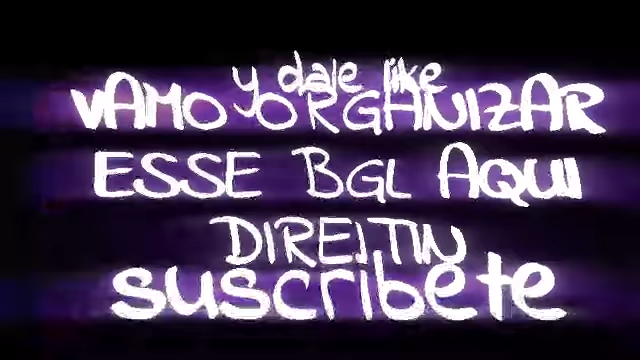 y dale like
VAMO ORGANIZAR
ESSE BGL AQUI
DIREITIN
suscribete